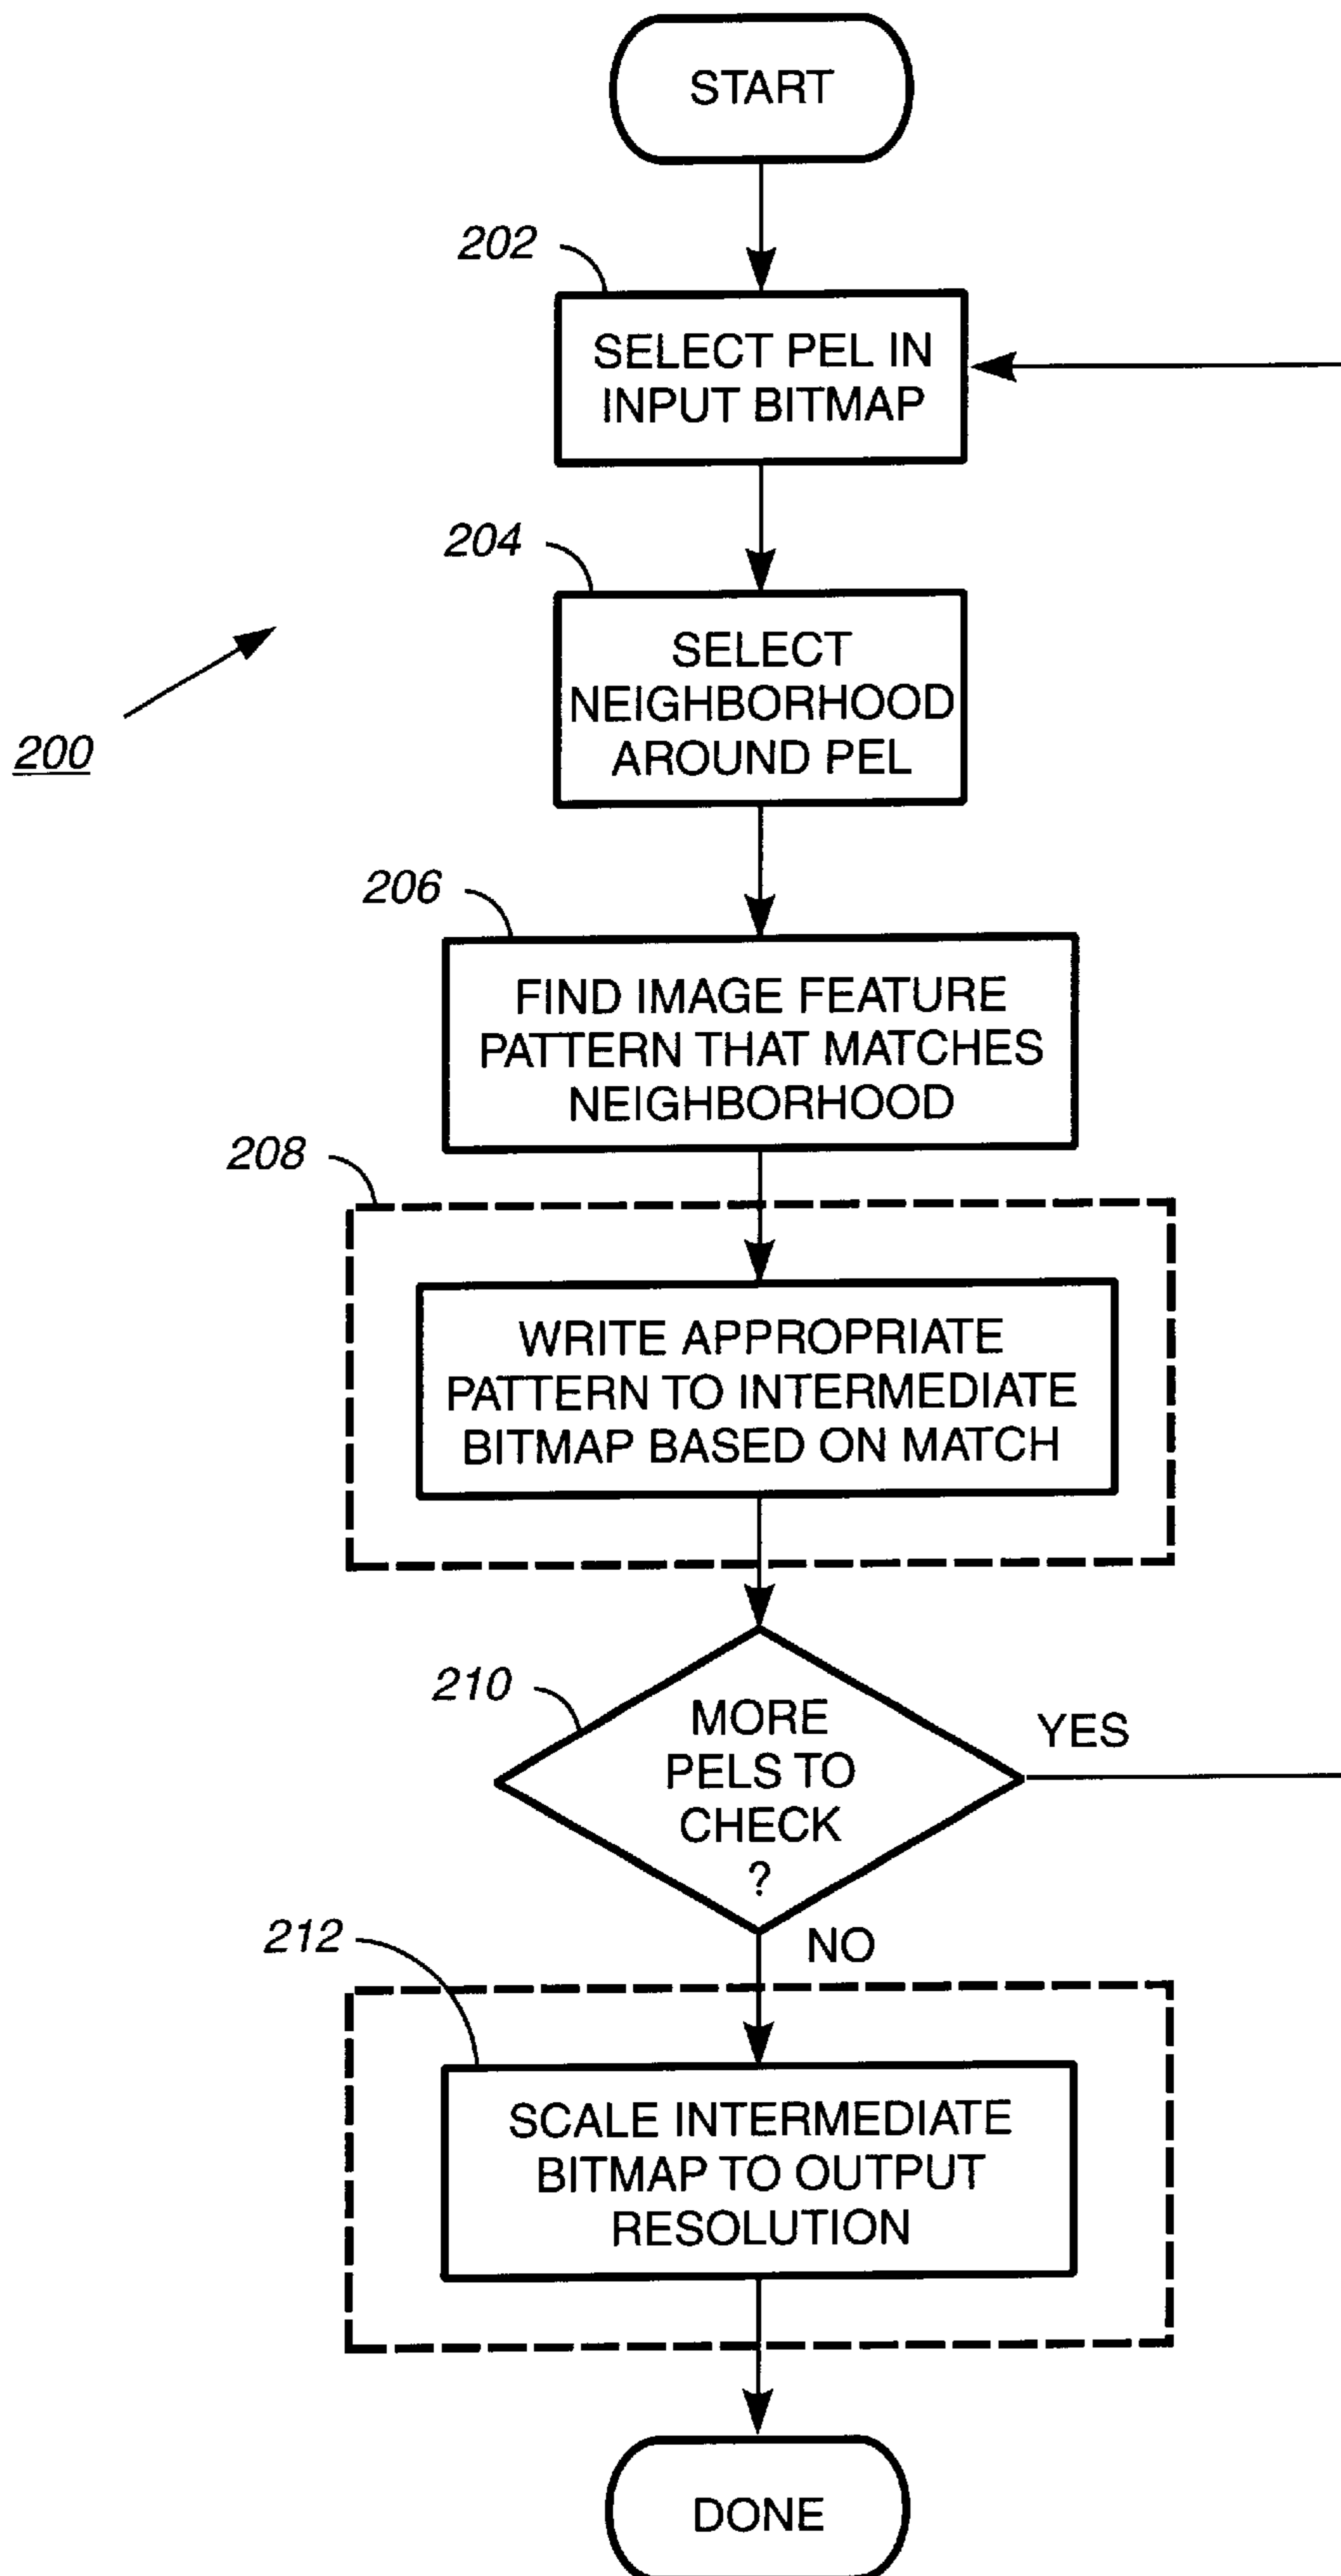 START
202
SELECT PEL IN
INPUT BITMAP
204
SELECT
NEIGHBORHOOD
AROUND PEL
200
206
FIND IMAGE FEATURE
PATTERN THAT MATCHES
NEIGHBORHOOD
208
WRITE APPROPRIATE
PATTERN TO INTERMEDIATE
BITMAP BASED ON MATCH
210
MORE
PELS TO
CHECK
?
YES
NO
212
SCALE INTERMEDIATE
BITMAP TO OUTPUT
RESOLUTION
DONE